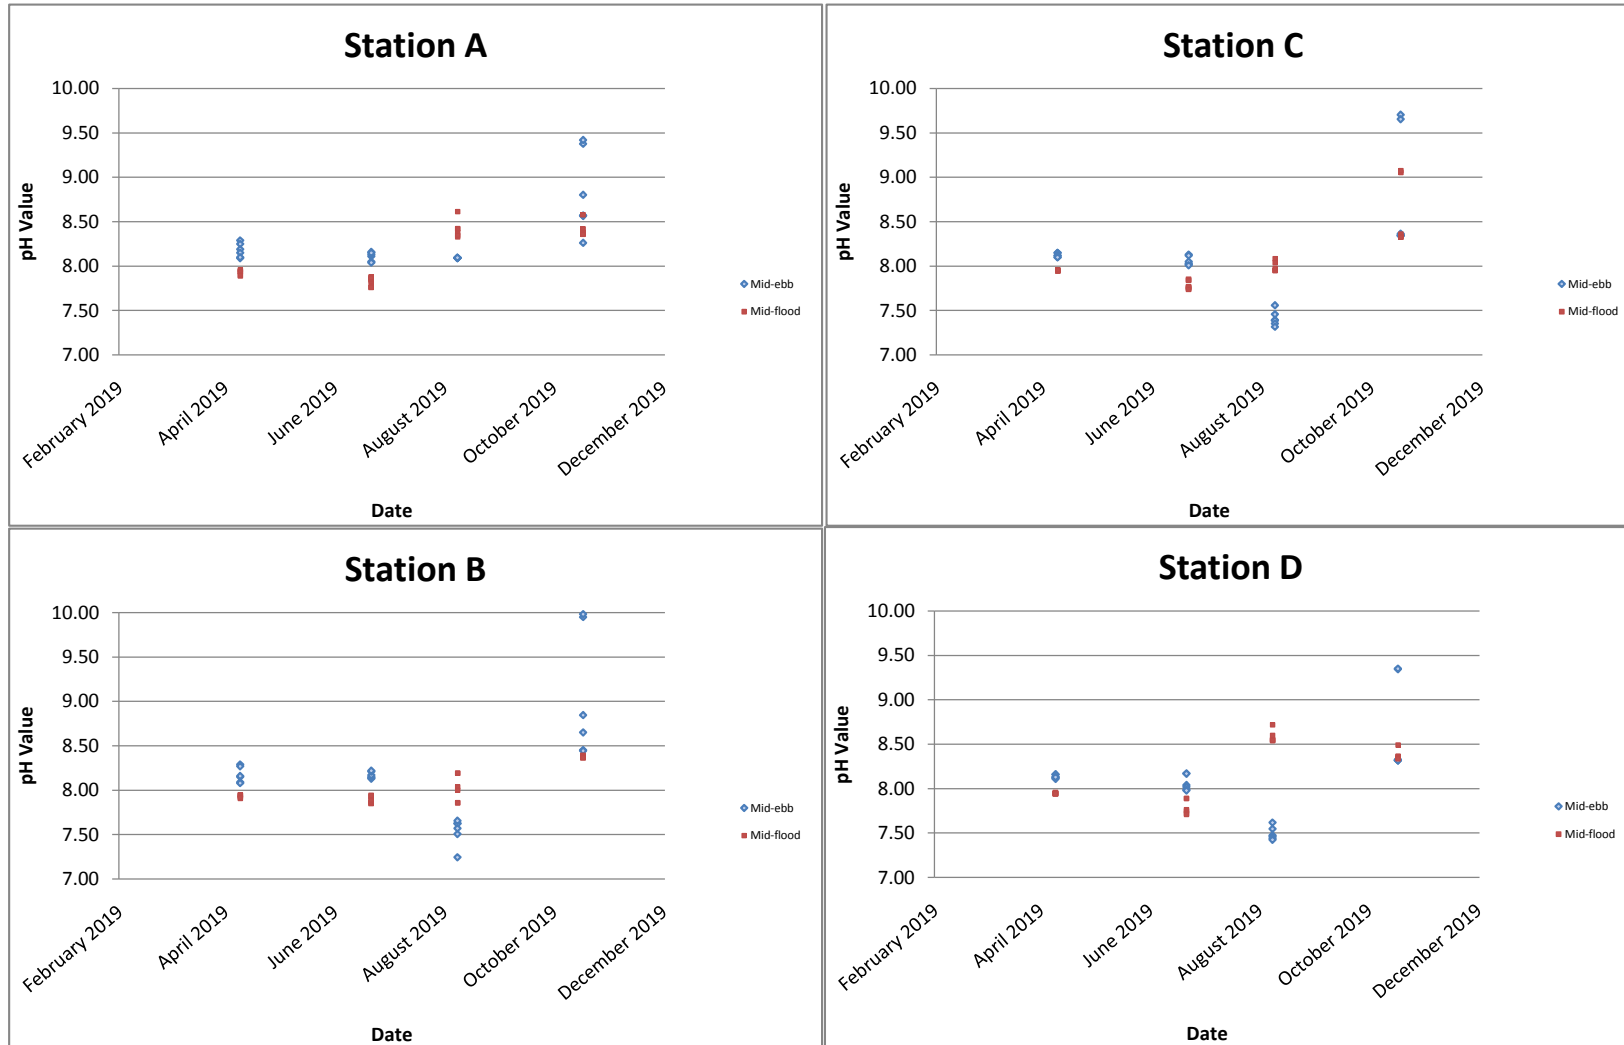 Station A
10.00
9.50
9.00
8.50
8.00
7.50
7.00
pH Value
February 2019
April 2019
June 2019
August 2019
October 2019
December 2019
Date
Mid-ebb
Mid-flood
Station C
10.00
9.50
9.00
8.50
8.00
7.50
7.00
pH Value
February 2019
April 2019
June 2019
August 2019
October 2019
December 2019
Date
Mid-ebb
Mid-flood
Station B
10.00
9.50
9.00
8.50
8.00
7.50
7.00
pH Value
February 2019
April 2019
June 2019
August 2019
October 2019
December 2019
Date
Mid-ebb
Mid-flood
Station D
10.00
9.50
9.00
8.50
8.00
7.50
7.00
pH Value
February 2019
April 2019
June 2019
August 2019
October 2019
December 2019
Date
Mid-ebb
Mid-flood